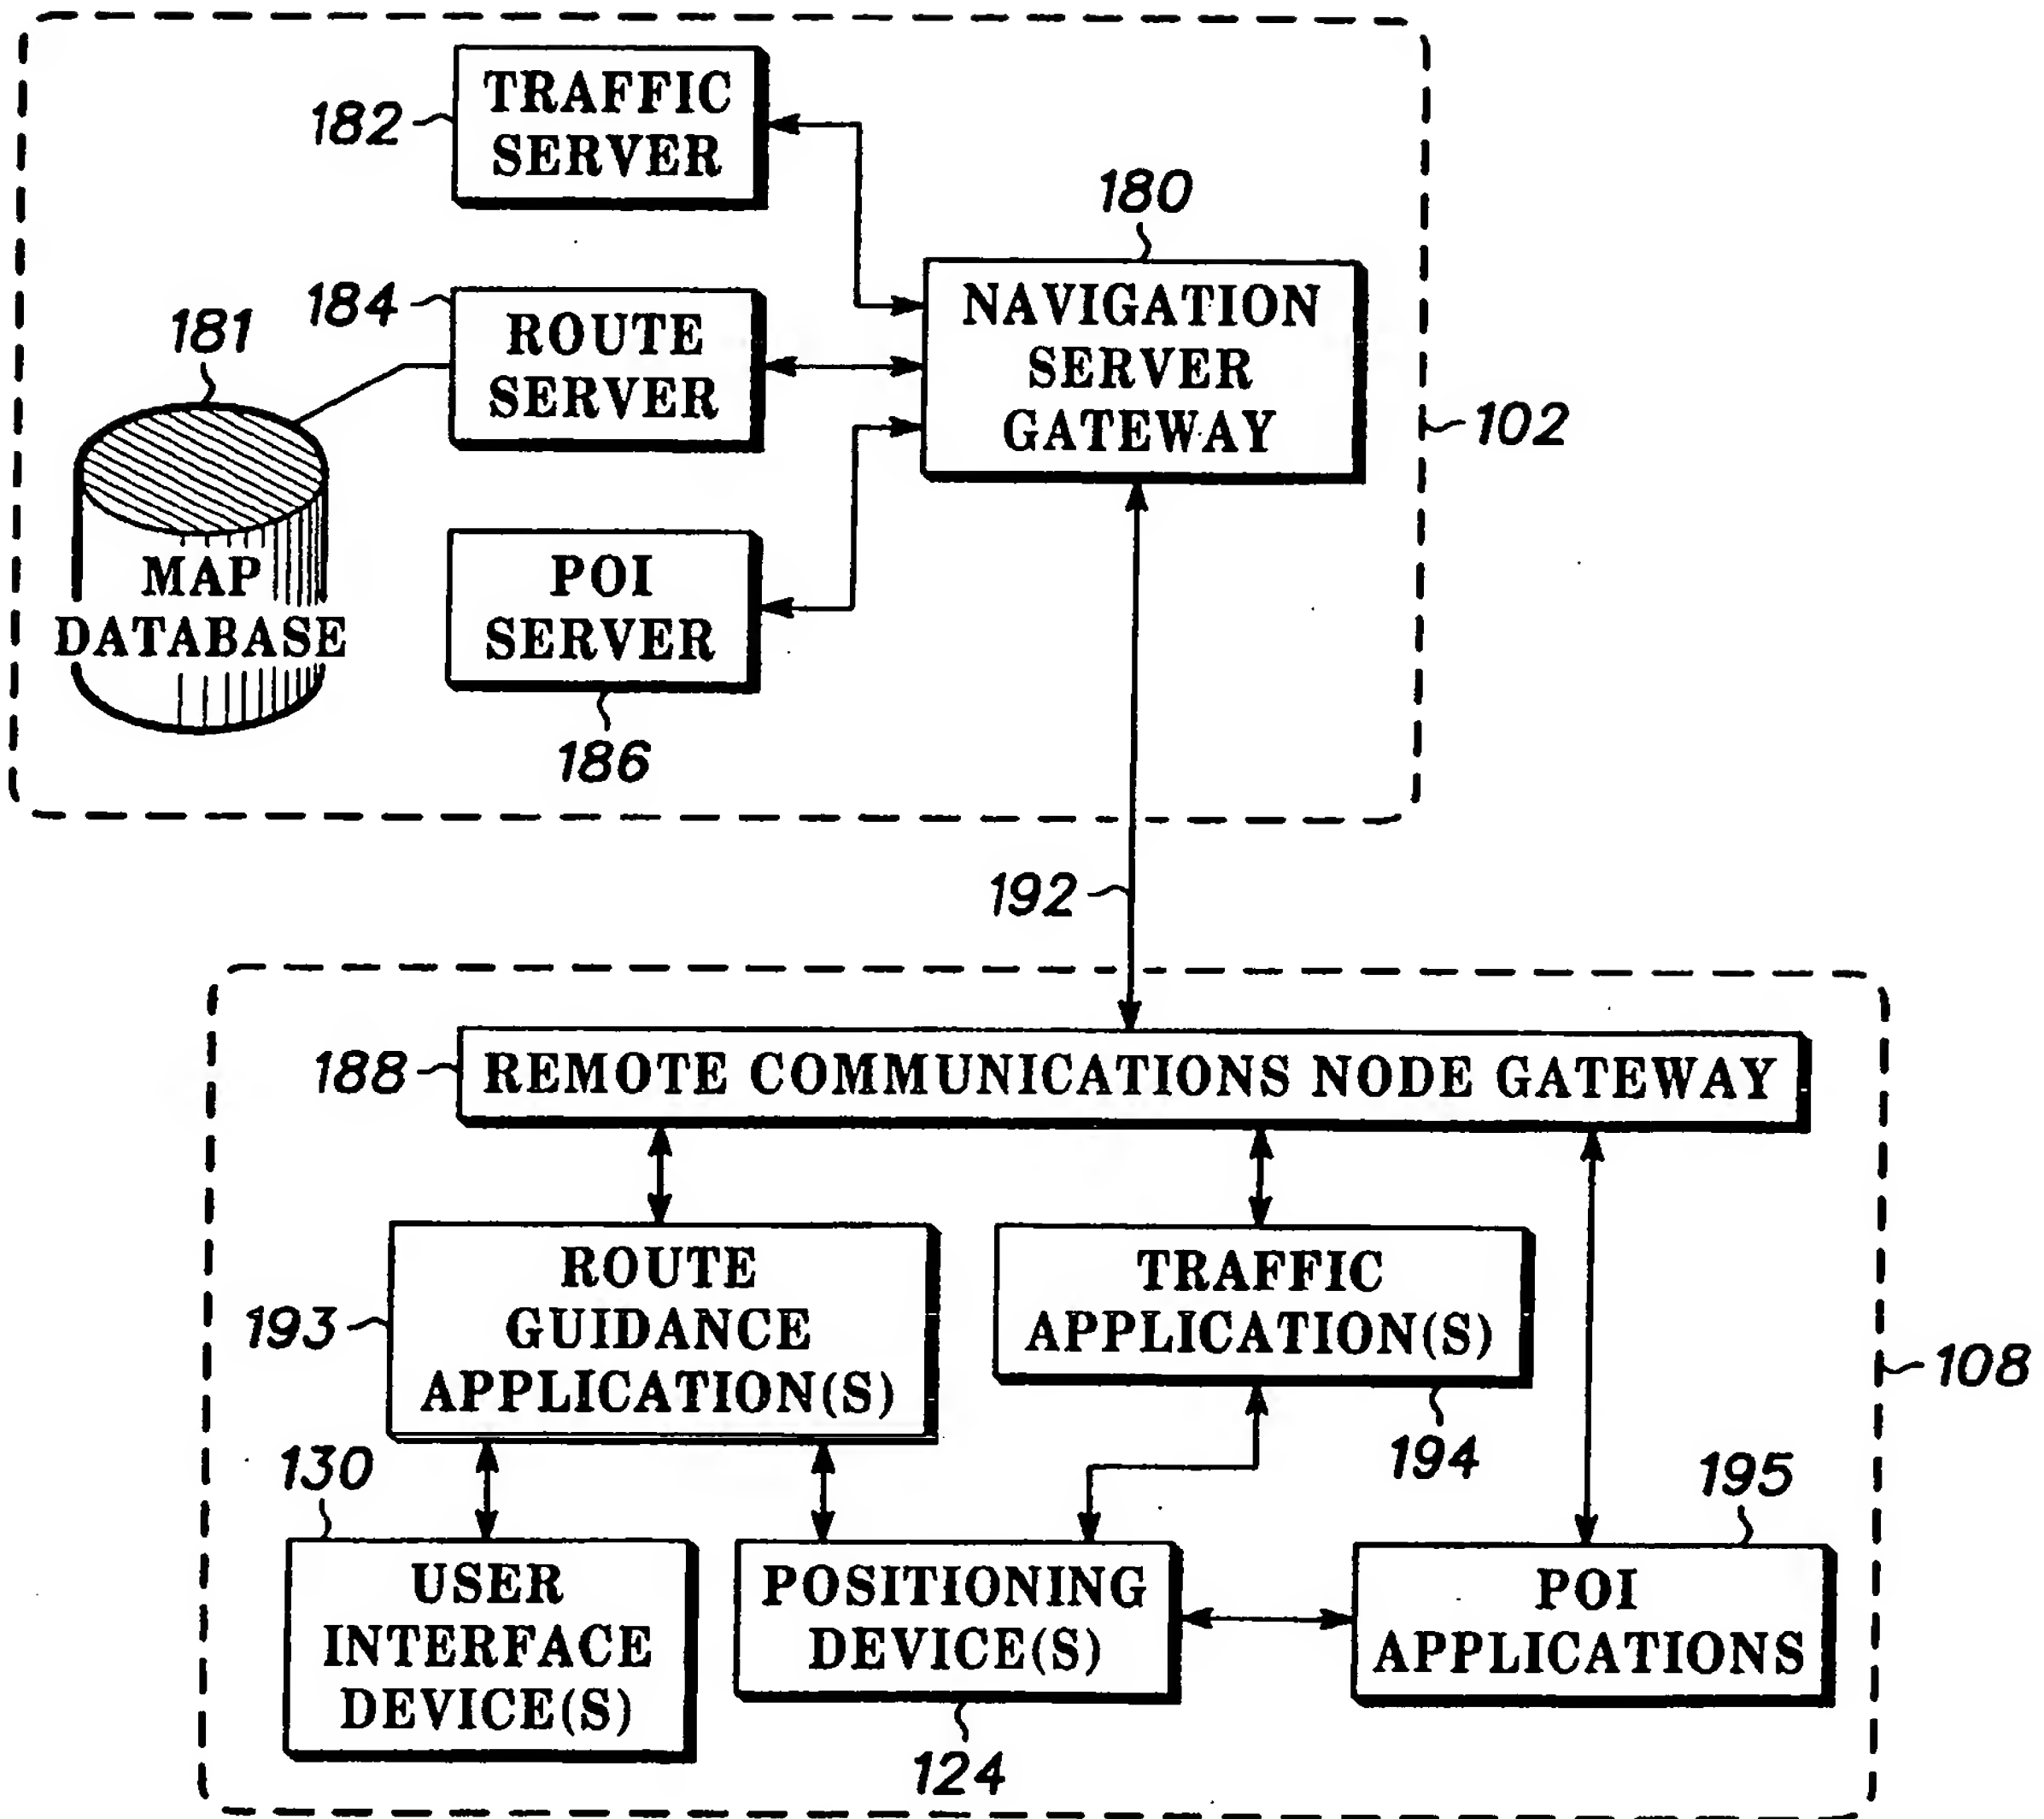 TRAFFIC
SERVER
182
180
NAVIGATION
SERVER
GATEWAY
184
ROUTE
SERVER
181
MAP
DATABASE
102
POI
SERVER
186
192
188
REMOTE COMMUNICATIONS NODE GATEWAY
ROUTE
GUIDANCE
APPLICATION(S)
193
TRAFFIC
APPLICATION(S)
194
108
130
USER
INTERFACE
DEVICE(S)
POSITIONING
DEVICE(S)
124
195
POI
APPLICATIONS